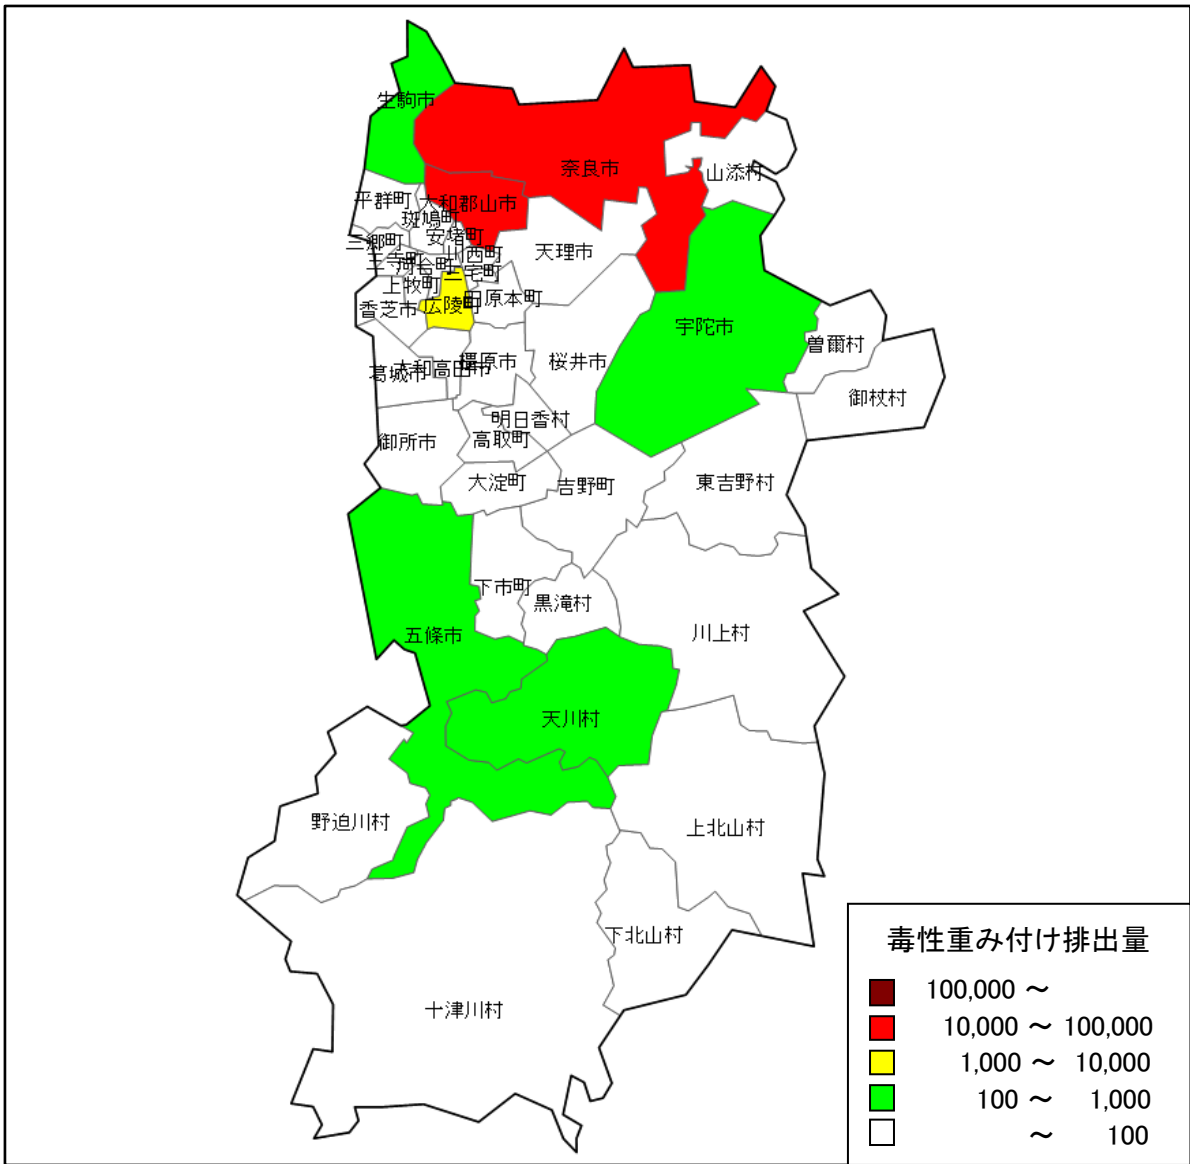 生駒市
奈良市
山添村
平群町
大和郡山市
斑鳩町
安堵町
三郷町
川西町
天理市
王寺町
河合町
三宅町
上牧町
田原本町
香芝市
広陵町
宇陀市
曽爾村
葛城市
大和高田市
橿原市
桜井市
御杖村
明日香村
御所市
高取町
大淀町
吉野町
東吉野村
下市町
黒滝村
川上村
五條市
天川村
野迫川村
上北山村
下北山村
十津川村
毒性重み付け排出量
100,000 ～
10,000 ～ 100,000
1,000 ～ 10,000
100 ～ 1,000
～ 100